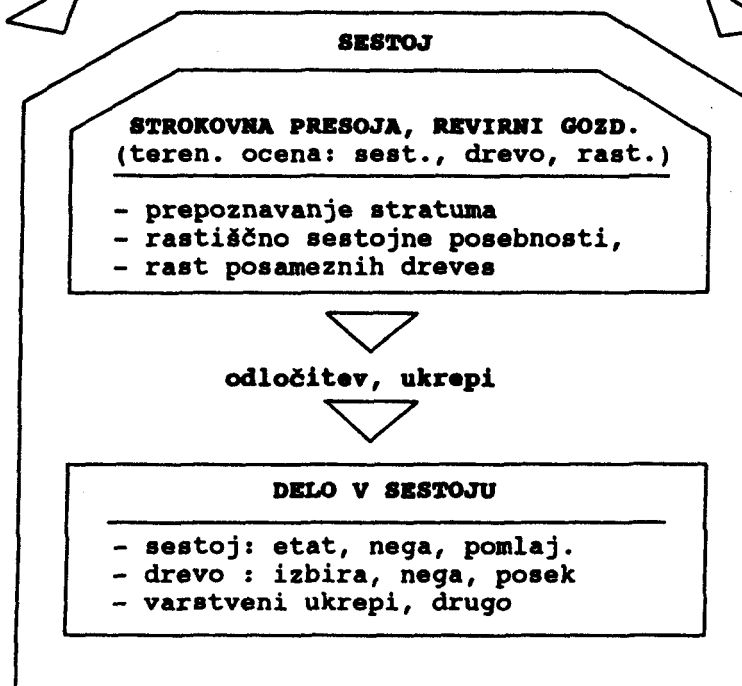 SESTOJ
STROKOVNA PRESOJA, REVIRNI GOZD.
(teren. ocena: sest., drevo, rast.)
- prepoznavanje stratuma
- rastiščno sestojne posebnosti,
- rast posameznih dreves
odločitev, ukrepi
DELO V SESTOJU
- sestoj: etat, nega, pomlaj.
- drevo : izbira, nega, posek
- varstveni ukrepi, drugo